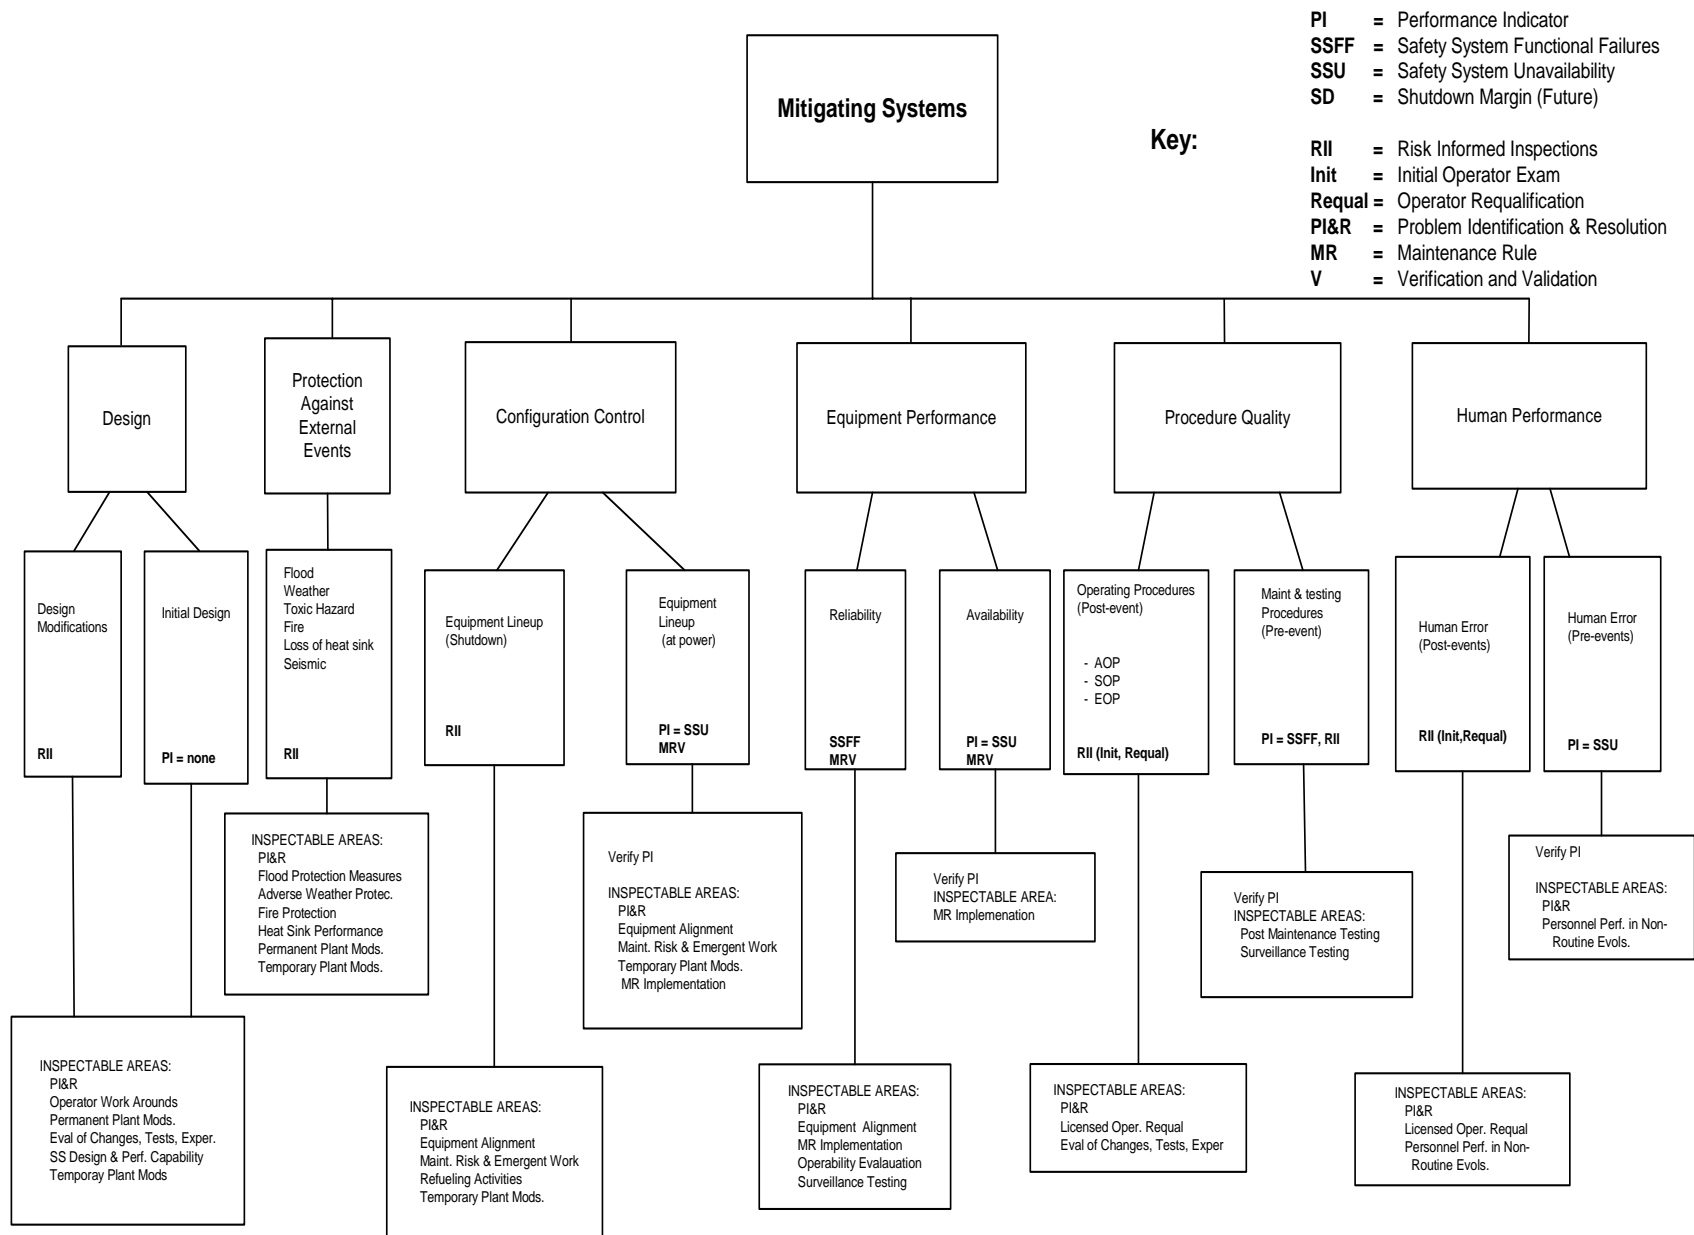 PI = Performance Indicator
SSFF = Safety System Functional Failures
SSU = Safety System Unavailability
SD = Shutdown Margin (Future)
Key:
RII = Risk Informed Inspections
Init = Initial Operator Exam
Requal = Operator Requalification
PI&R = Problem Identification & Resolution
MR = Maintenance Rule
V = Verification and Validation
Mitigating Systems
Design
Protection
Against
External
Events
Configuration Control
Equipment Performance
Procedure Quality
Human Performance
Design
Modifications
RII
Initial Design
PI = none
Flood
Weather
Toxic Hazard
Fire
Loss of heat sink
Seismic
RII
Equipment Lineup
(Shutdown)
RII
Equipment
Lineup
(at power)
PI = SSU
MRV
Reliability
SSFF
MRV
Availability
PI = SSU
MRV
Operating Procedures
(Post-event)
- AOP
- SOP
- EOP
RII (Init, Requal)
Maint & testing
Procedures
(Pre-event)
PI = SSFF, RII
Human Error
(Post-events)
RII (Init,Requal)
Human Error
(Pre-events)
PI = SSU
INSPECTABLE AREAS:
PI&R
Operator Work Arounds
Permanent Plant Mods.
Eval of Changes, Tests, Exper.
SS Design & Perf. Capability
Temporay Plant Mods
INSPECTABLE AREAS:
PI&R
Flood Protection Measures
Adverse Weather Protec.
Fire Protection
Heat Sink Performance
Permanent Plant Mods.
Temporary Plant Mods.
INSPECTABLE AREAS:
PI&R
Equipment Alignment
Maint. Risk & Emergent Work
Refueling Activities
Temporary Plant Mods.
Verify PI
INSPECTABLE AREAS:
PI&R
Equipment Alignment
Maint. Risk & Emergent Work
Temporary Plant Mods.
MR Implementation
INSPECTABLE AREAS:
PI&R
Equipment Alignment
MR Implementation
Operability Evalauation
Surveillance Testing
Verify PI
INSPECTABLE AREA:
MR Implemenation
INSPECTABLE AREAS:
PI&R
Licensed Oper. Requal
Eval of Changes, Tests, Exper
Verify PI
INSPECTABLE AREAS:
Post Maintenance Testing
Surveillance Testing
INSPECTABLE AREAS:
PI&R
Licensed Oper. Requal
Personnel Perf. in Non-
Routine Evols.
Verify PI
INSPECTABLE AREAS:
PI&R
Personnel Perf. in Non-
Routine Evols.